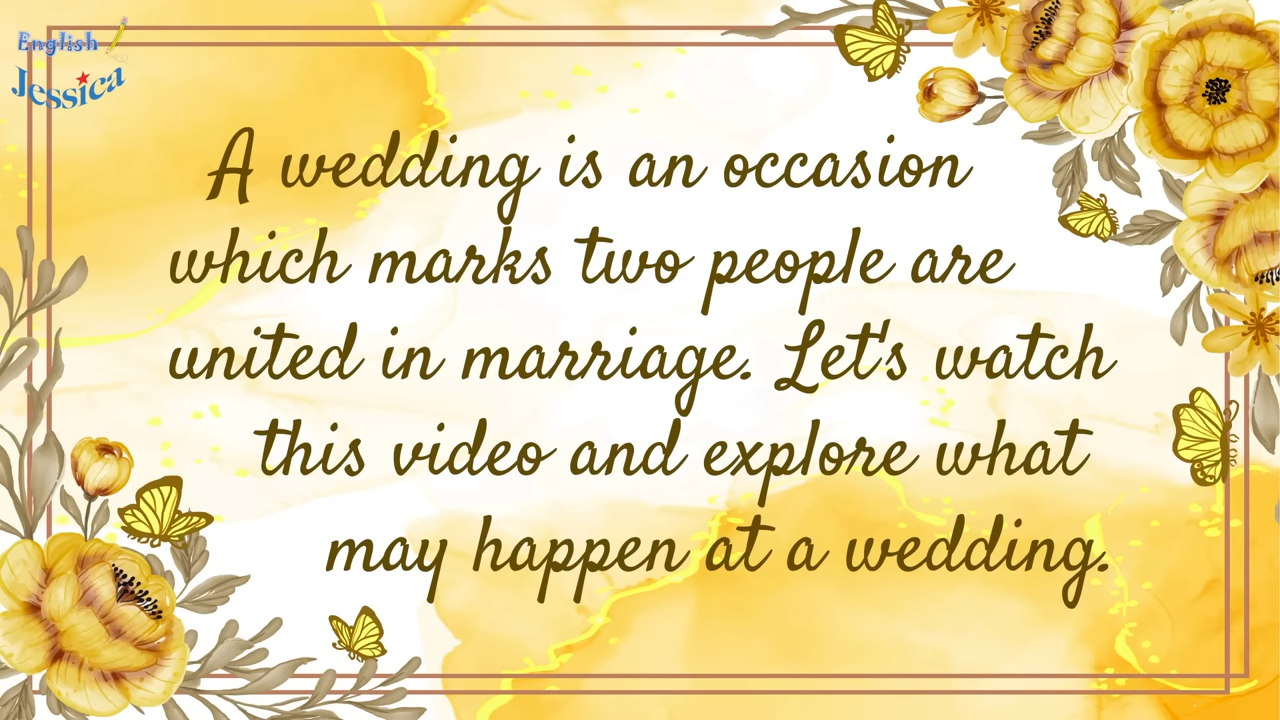 English
Jessica
A wedding is an occasion
which marks two people are
united in marriage. Let's watch
this video and explore what
may happen at a wedding.